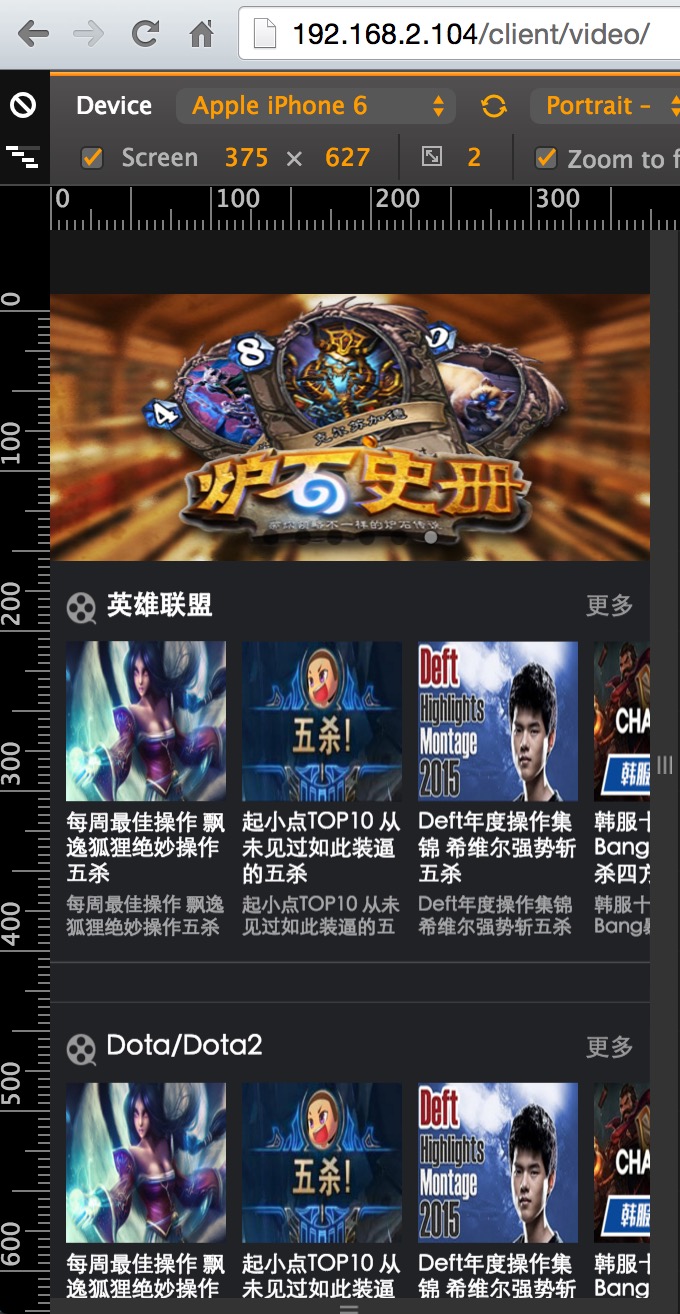 192.168.2.104/client/video/
Device Apple iPhone 6 Portrait –
Screen 375 × 627 2 Zoom to f
0 100 200 300
0
100
200
300
400
500
600
4
8
克尔苏加德
炉石史册
英雄联盟 更多
五杀!
Deft
Highlights
Montage
2015
CHA
韩服
每周最佳操作 飘
逸狐狸绝妙操作
五杀
每周最佳操作 飘逸
狐狸绝妙操作五杀
起小点TOP10 从
未见过如此装逼
的五杀
起小点TOP10 从未
见过如此装逼的五
Deft年度操作集
锦 希维尔强势斩
五杀
Deft年度操作集锦
希维尔强势斩五杀
韩服十
Bang
杀四方
韩服十
Bang暴
Dota/Dota2 更多
五杀!
Deft
Highlights
Montage
2015
CHA
韩服
每周最佳操作 飘
逸狐狸绝妙操作
起小点TOP10 从
未见过如此装逼
Deft年度操作集
锦 希维尔强势斩
韩服十
Bang